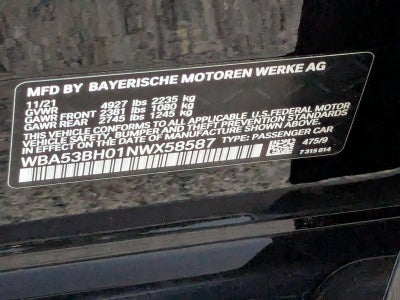 MFD BY BAYERISCHE MOTOREN WERKE AG
11/21 4927 lbs 2235 kg
GVWR
GAWR FRONT 2381 lbs 1080 kg
GAWR REAR 2745 lbs 1245 kg
THIS VEHICLE CONFORMS TO ALL APPLICABLE U.S. FEDERAL MOTOR
VEHICLE SAFETY, BUMPER AND THEFT PREVENTION STANDARDS
IN EFFECT ON THE DATE OF MANUFACTURE SHOWN ABOVE.
WBA53BH01NWX58587 TYPE: PASSENGER CAR
475/9
7 315 814